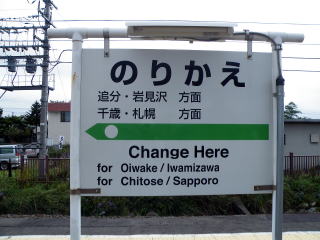 のりかえ
追分・岩見沢 方面
千歳・札幌 方面
Change Here
for Oiwake / Iwamizawa
for Chitose / Sapporo